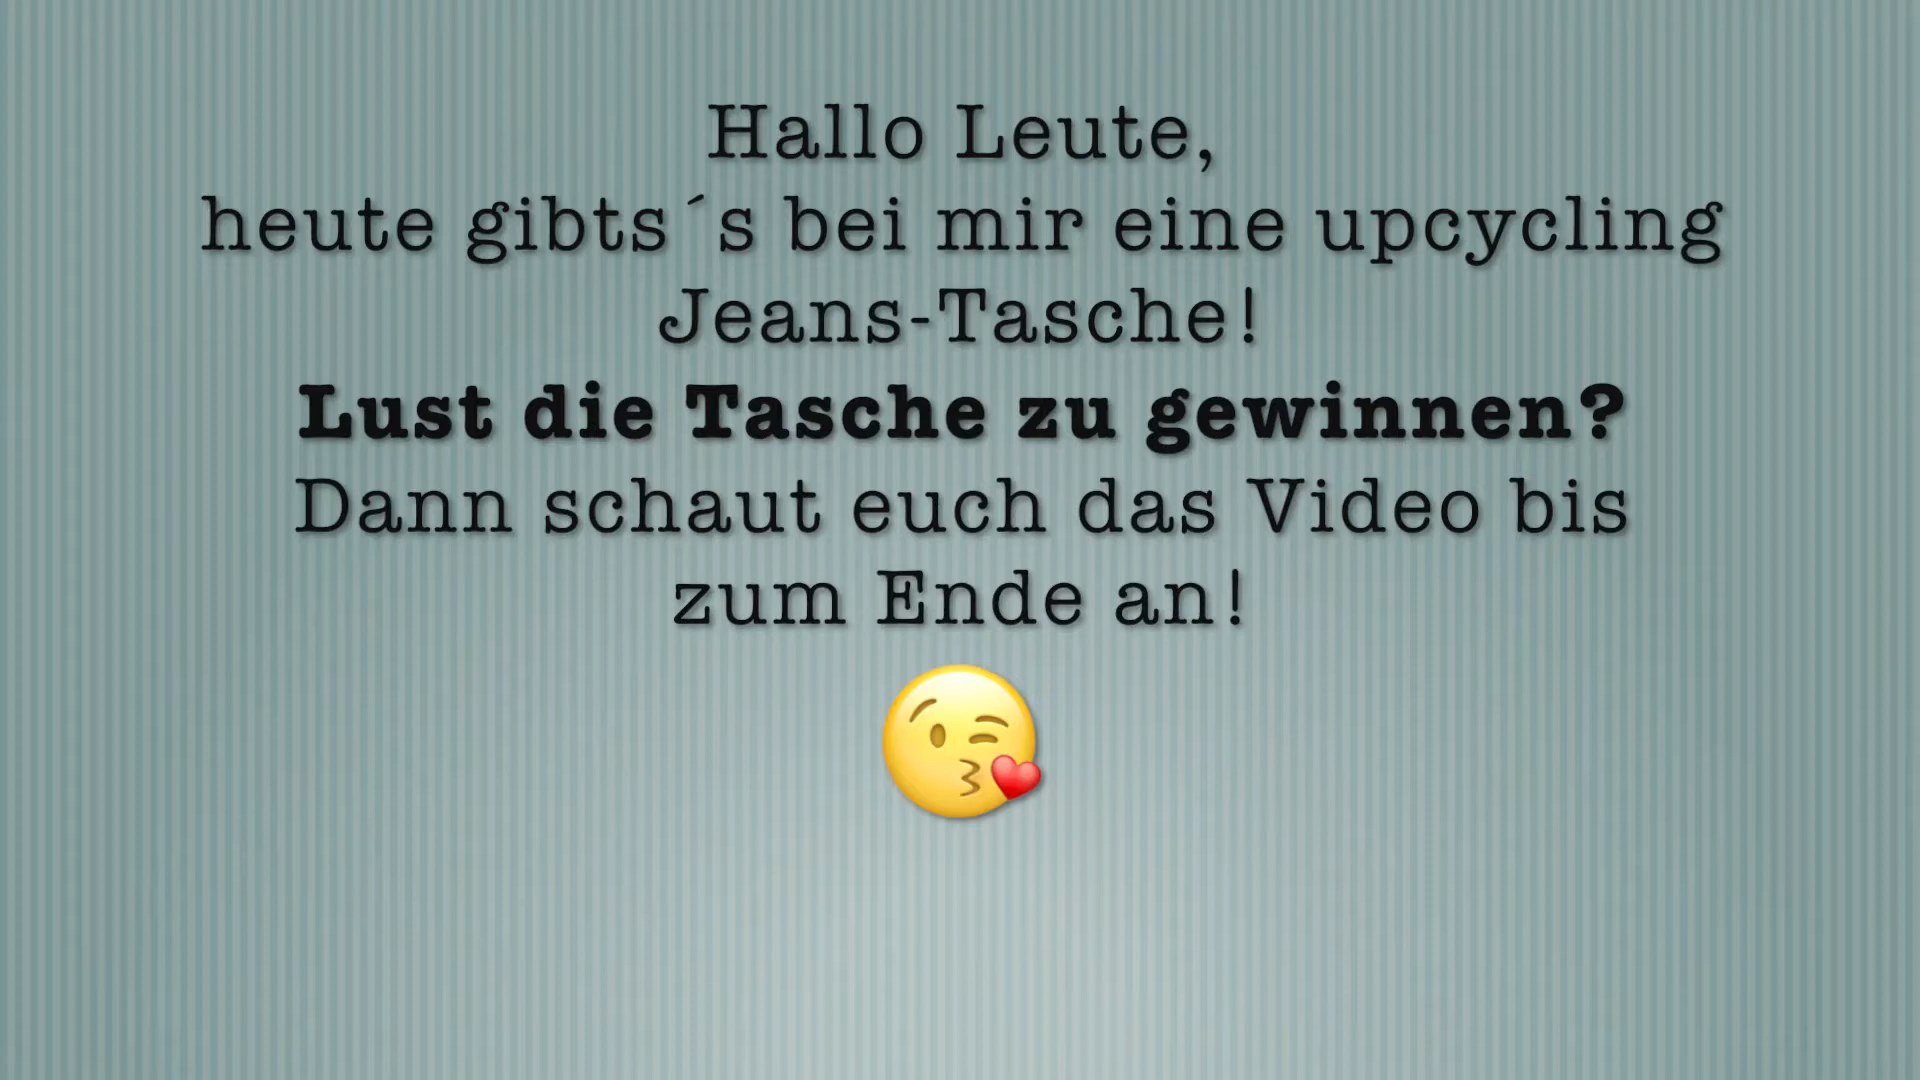 Hallo Leute,
heute gibts´s bei mir eine upcycling
Jeans-Tasche!
Lust die Tasche zu gewinnen?
Dann schaut euch das Video bis
zum Ende an!
😘